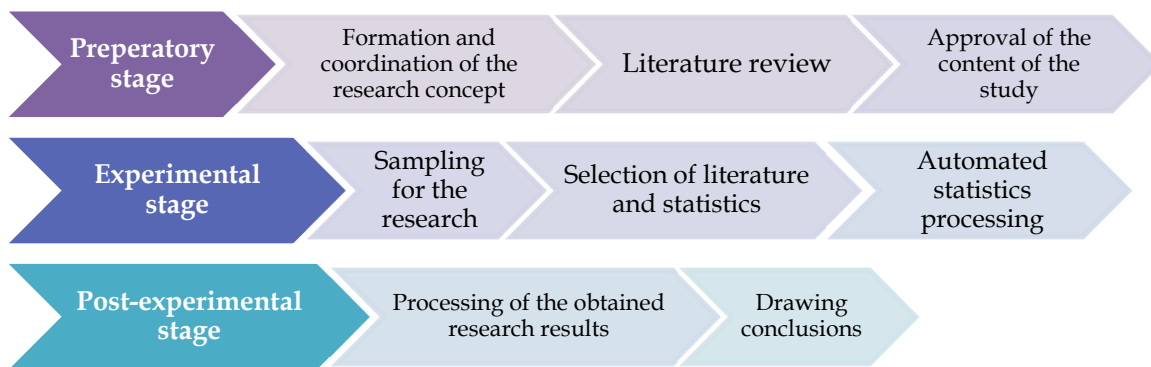 Preperatory
stage
Formation and
coordination of the
research concept
Literature review
Approval of the
content of the
study
Experimental
stage
Sampling
for the
research
Selection of literature
and statistics
Automated
statistics
processing
Post-experimental
stage
Processing of the obtained
research results
Drawing
conclusions